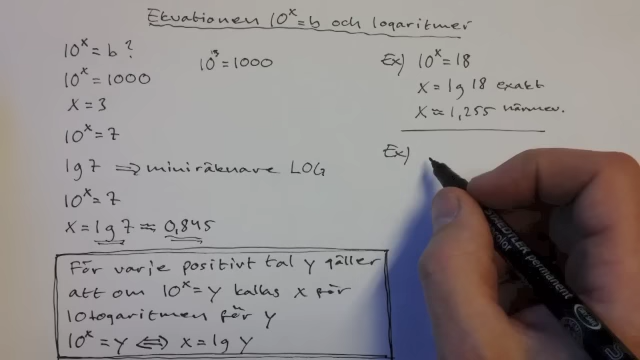 Ekvationen 10^x = b och logaritmer
10^x = b ?
10^x = 1000
x = 3
10^x = 7
lg 7 ⇒ miniräknare LOG
10^x = 7
x = lg 7 ≈ 0,845
För varje positivt tal y gäller
att om 10^x = y kallas x för
10logaritmen för y
10^x = y ⇔ x = lg y
10^3 = 1000
Ex) 10^x = 18
x = lg 18 exakt
x ≈ 1,255 närmev.
Ex)
STAEDTLER permanent